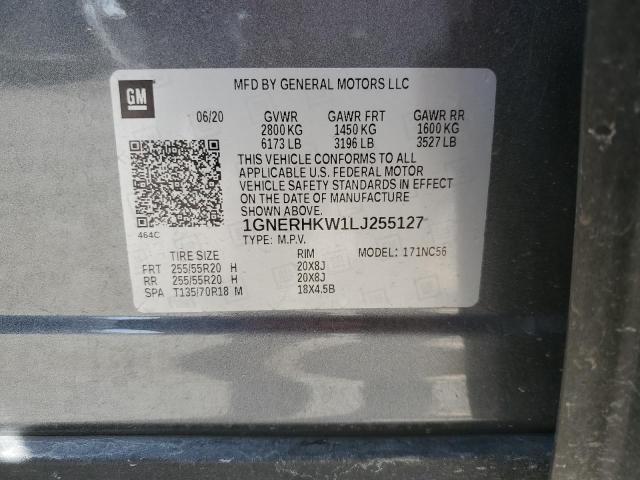 GM
MFD BY GENERAL MOTORS LLC
06/20 GVWR GAWR FRT GAWR RR
2800 KG 1450 KG 1600 KG
6173 LB 3196 LB 3527 LB
THIS VEHICLE CONFORMS TO ALL
APPLICABLE U.S. FEDERAL MOTOR
VEHICLE SAFETY STANDARDS IN EFFECT
ON THE DATE OF MANUFACTURE
SHOWN ABOVE.
1GNERHKW1LJ255127
464C
TYPE: M.P.V.
TIRE SIZE RIM MODEL: 171NC56
FRT 255/55R20 H 20X8J
RR 255/55R20 H 20X8J
SPA T135/70R18 M 18X4.5B